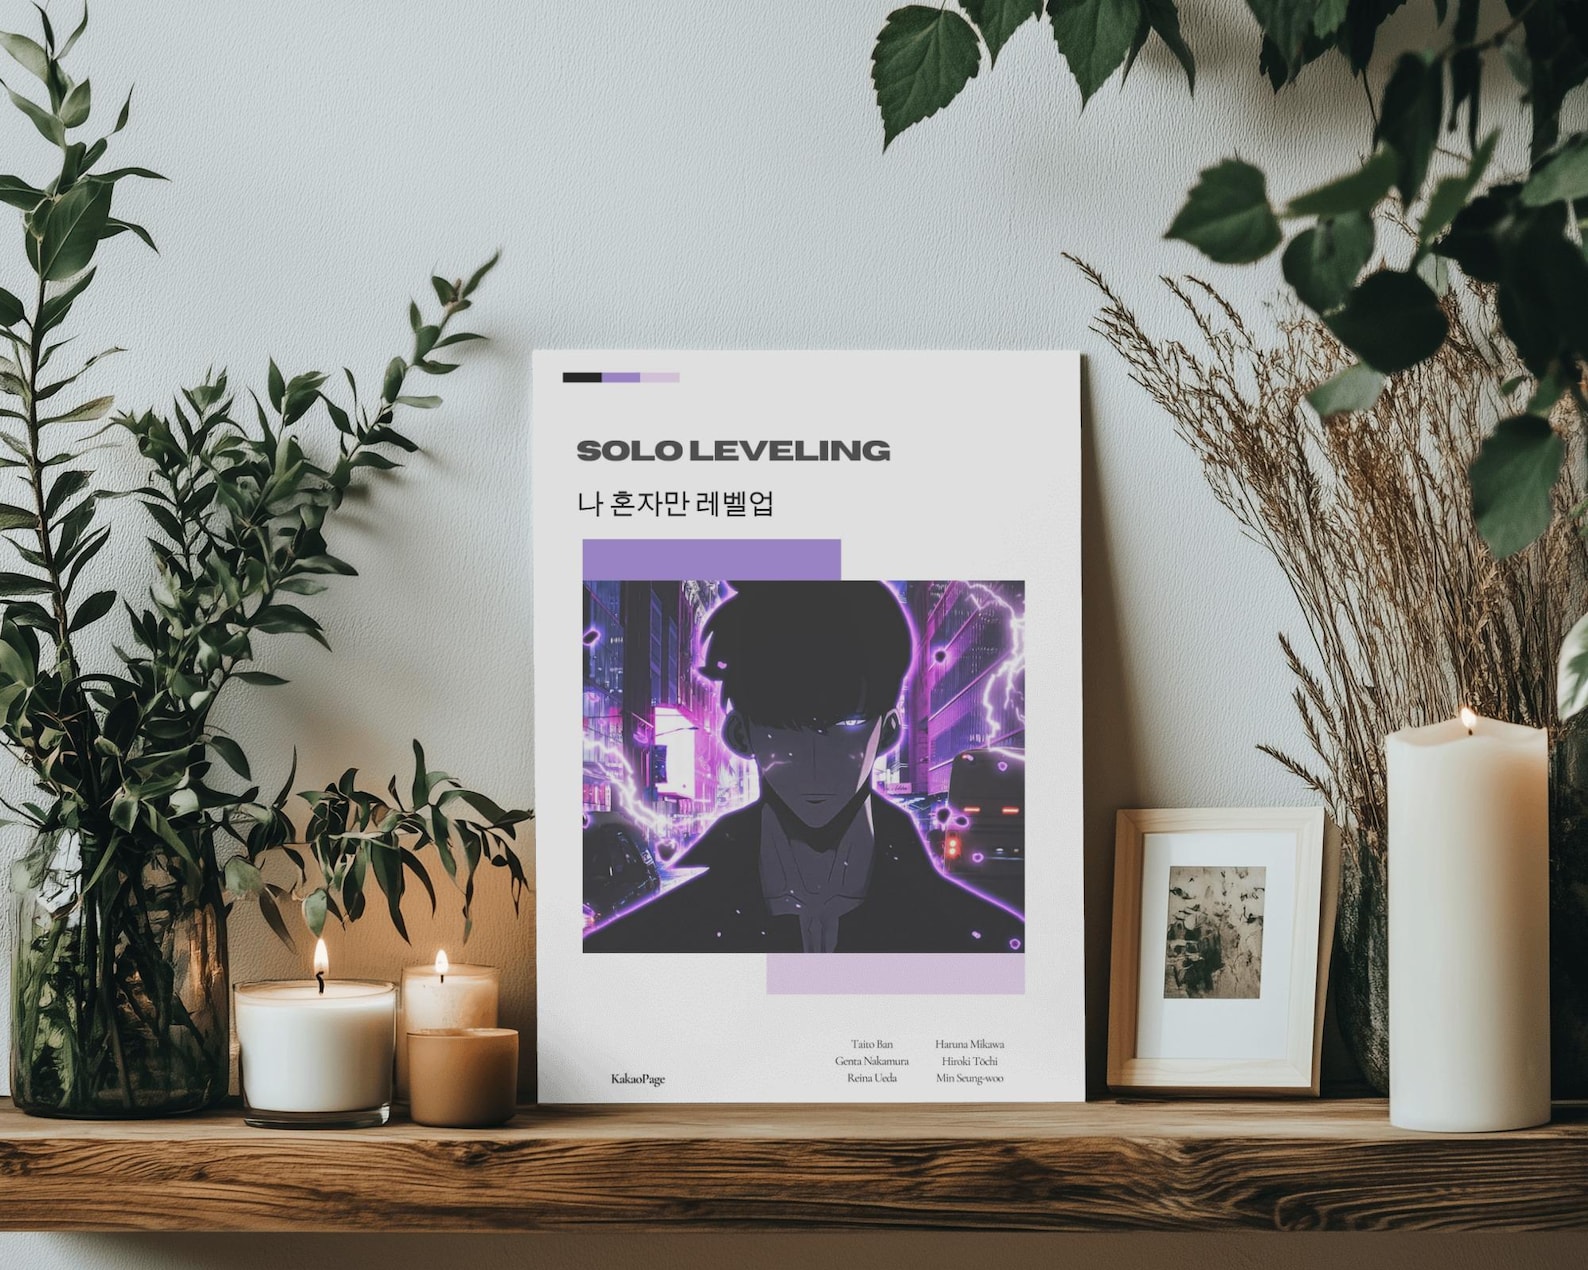 SOLO LEVELING
나 혼자만 레벨업
Taito Ban
Genta Nakamura
Reina Ueda
Haruna Mikawa
Hiroki Tōchi
Min Seung-woo
KakaoPage